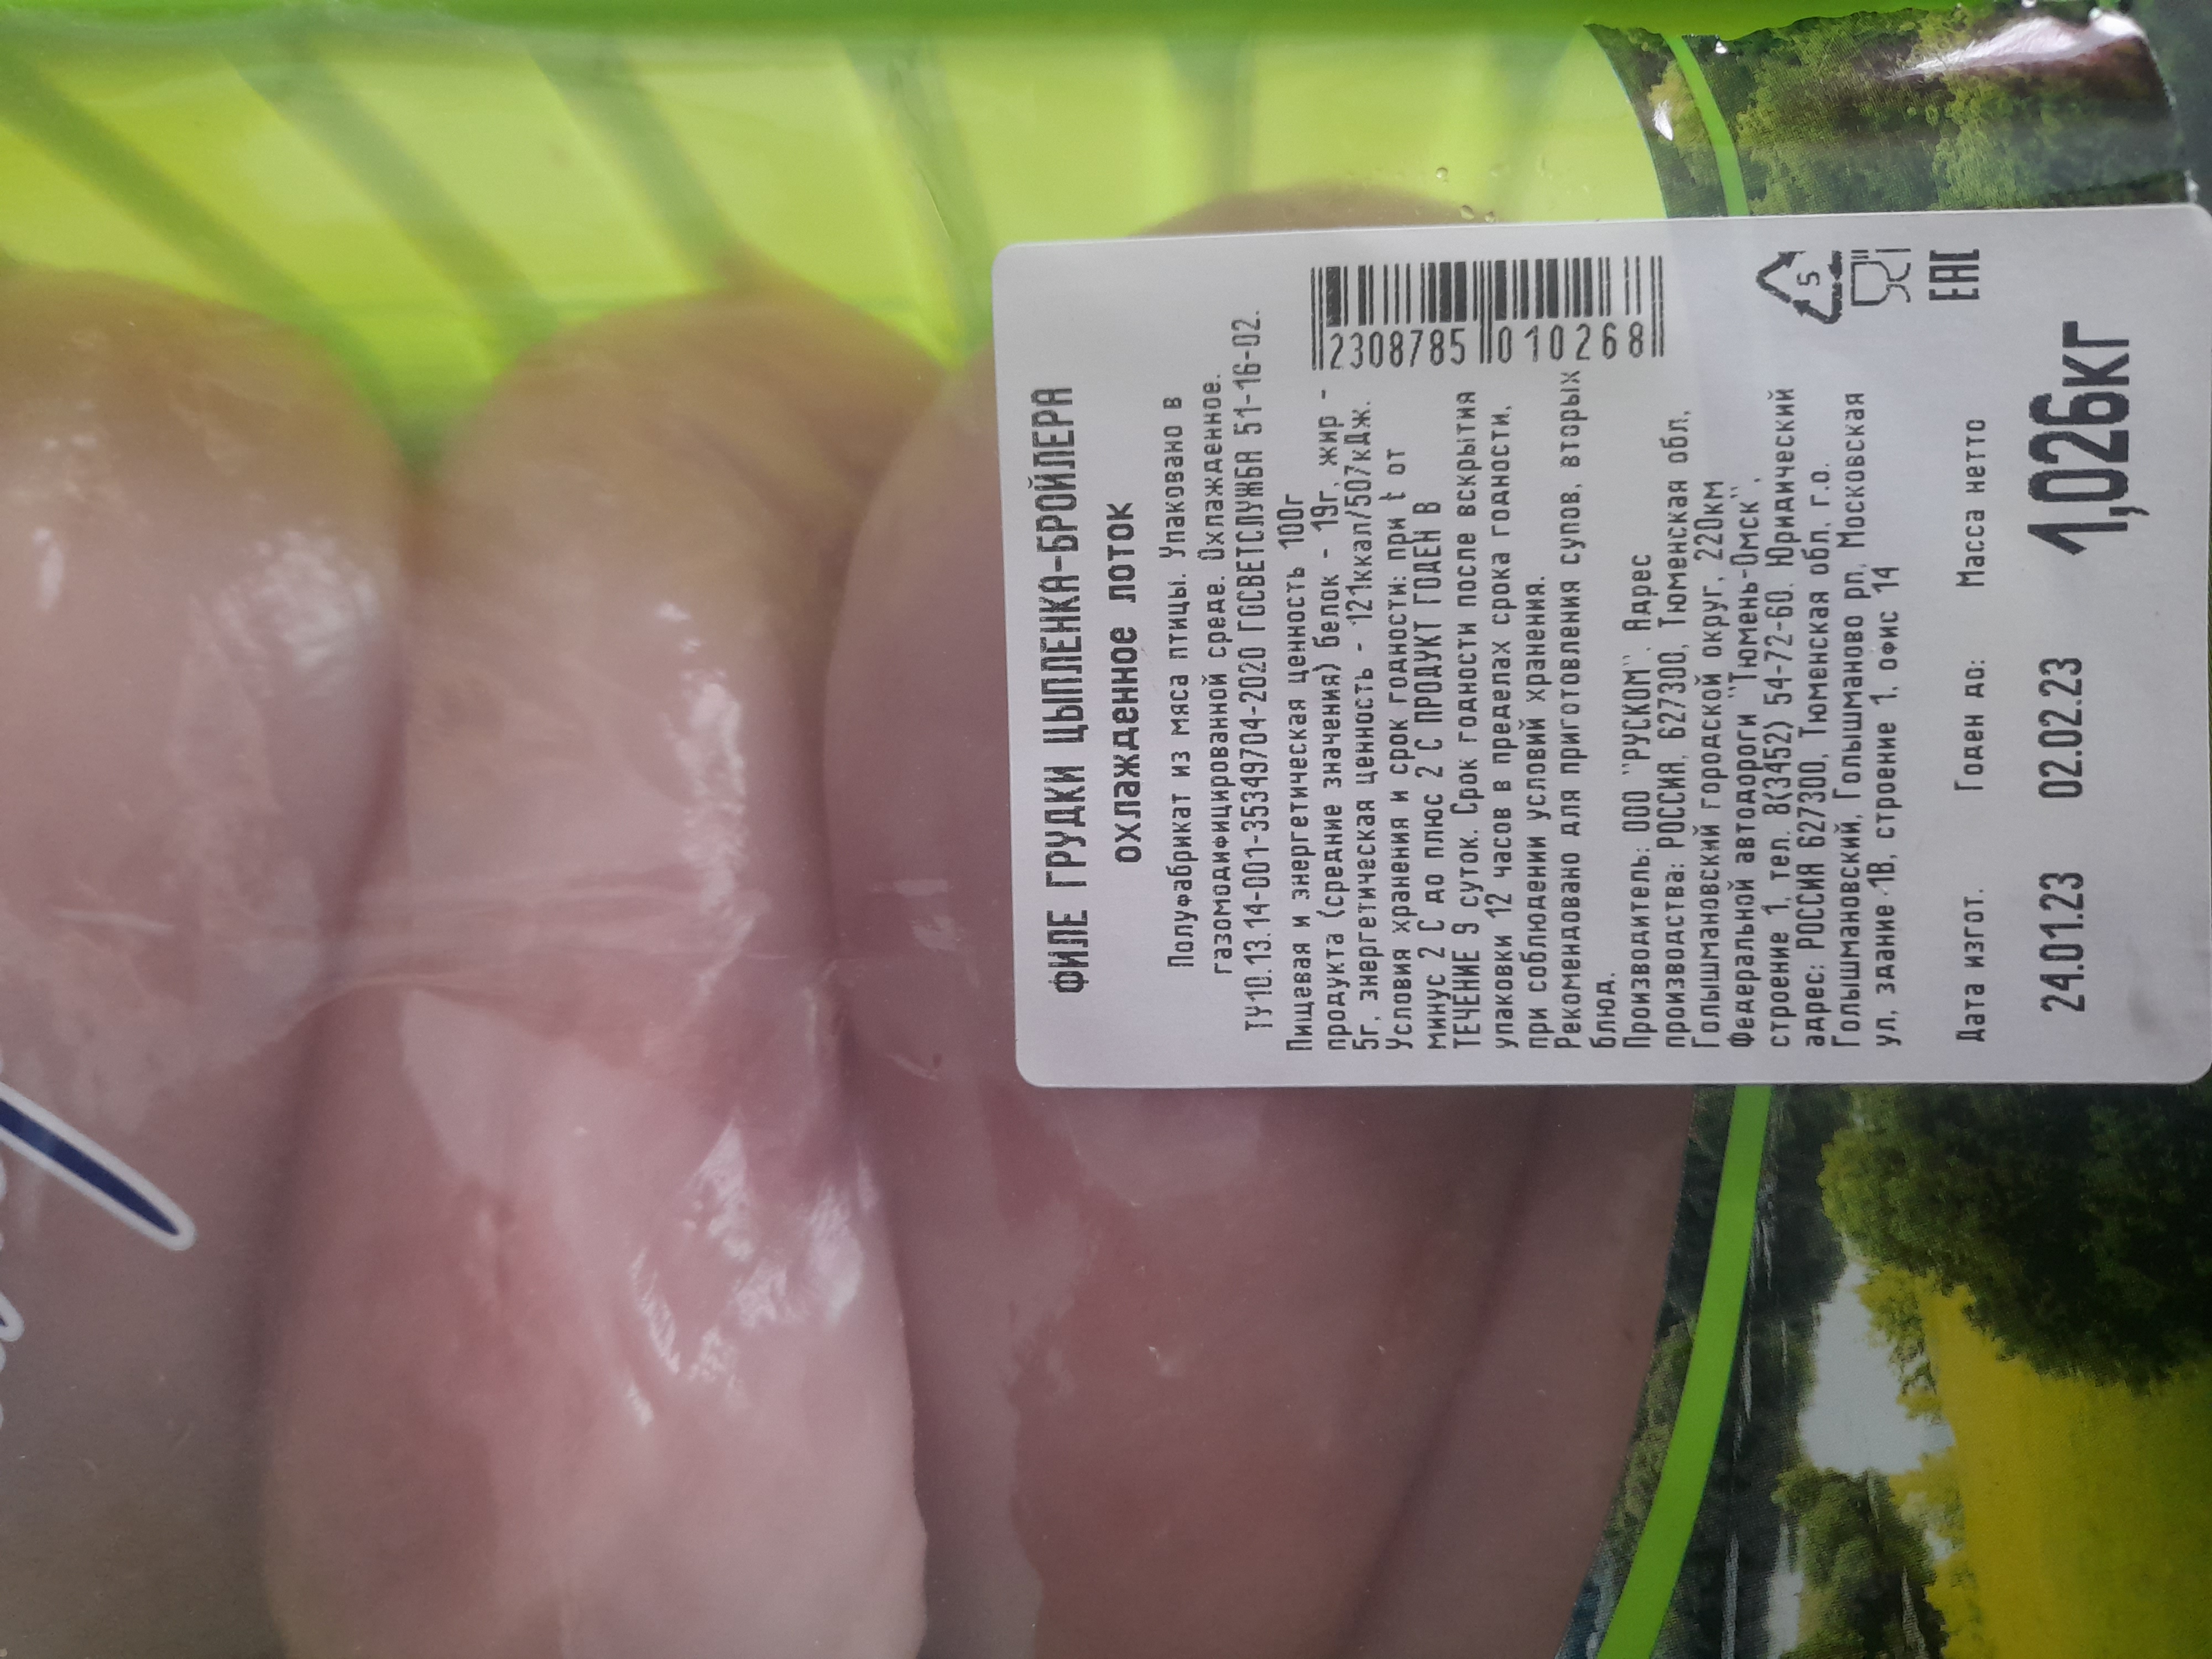 ФИЛЕ ГРУДКИ ЦЫПЛЕНКА-БРОЙЛЕРА
охлажденное лоток
Полуфабрикат из мяса птицы. Упаковано в
газомодифицированной среде. Охлажденное.
ТУ10.13.14-001-35349704-2020 ГОСВЕТСЛУЖБА 51-16-02.
Пищевая и энергетическая ценность 100г
продукта (средние значения) белок - 19г, жир -
5г, энергетическая ценность - 121ккал/507кДж.
Условия хранения и срок годности: при t от
минус 2 С до плюс 2 С ПРОДУКТ ГОДЕН В
ТЕЧЕНИЕ 9 суток. Срок годности после вскрытия
упаковки 12 часов в пределах срока годности,
при соблюдении условий хранения.
Рекомендовано для приготовления супов, вторых
блюд.
Производитель: ООО "РУСКОМ". Адрес
производства: РОССИЯ, 627300, Тюменская обл,
Голышмановский городской округ, 220км
Федеральной автодороги "Тюмень-Омск",
строение 1, тел. 8(3452) 54-72-60. Юридический
адрес: РОССИЯ 627300, Тюменская обл, г.о.
Голышмановский, Голышманово рп, Московская
ул, здание 1В, строение 1, офис 14
2308785 010268
5
ЕАС
Дата изгот. Годен до: Масса нетто
24.01.23 02.02.23 1,026кг